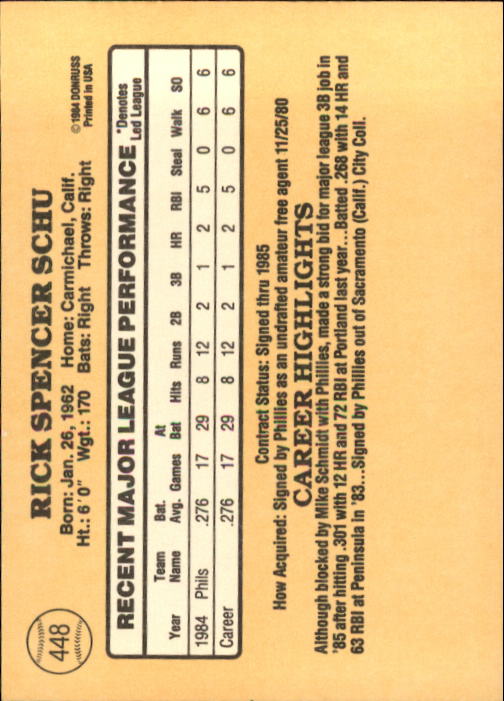 448
RICK SPENCER SCHU
Born: Jan. 26, 1962 Home: Carmichael, Calif.
Ht.: 6'0" Wgt.: 170 Bats: Right Throws: Right
© 1984 DONRUSS
Printed in USA
RECENT MAJOR LEAGUE PERFORMANCE *Denotes Led League
Year Team Name Bat. Avg. Games At Bat Hits Runs 2B 3B HR RBI Steal Walk SO
1984 Phils .276 17 29 8 12 2 1 2 5 0 6 6
Career .276 17 29 8 12 2 1 2 5 0 6 6
Contract Status: Signed thru 1985
How Acquired: Signed by Phillies as an undrafted amateur free agent 11/25/80
CAREER HIGHLIGHTS
Although blocked by Mike Schmidt with Phillies, made a strong bid for major league 3B job in
'85 after hitting .301 with 12 HR and 72 RBI at Portland last year...Batted .268 with 14 HR and
63 RBI at Peninsula in '83...Signed by Phillies out of Sacramento (Calif.) City Coll.